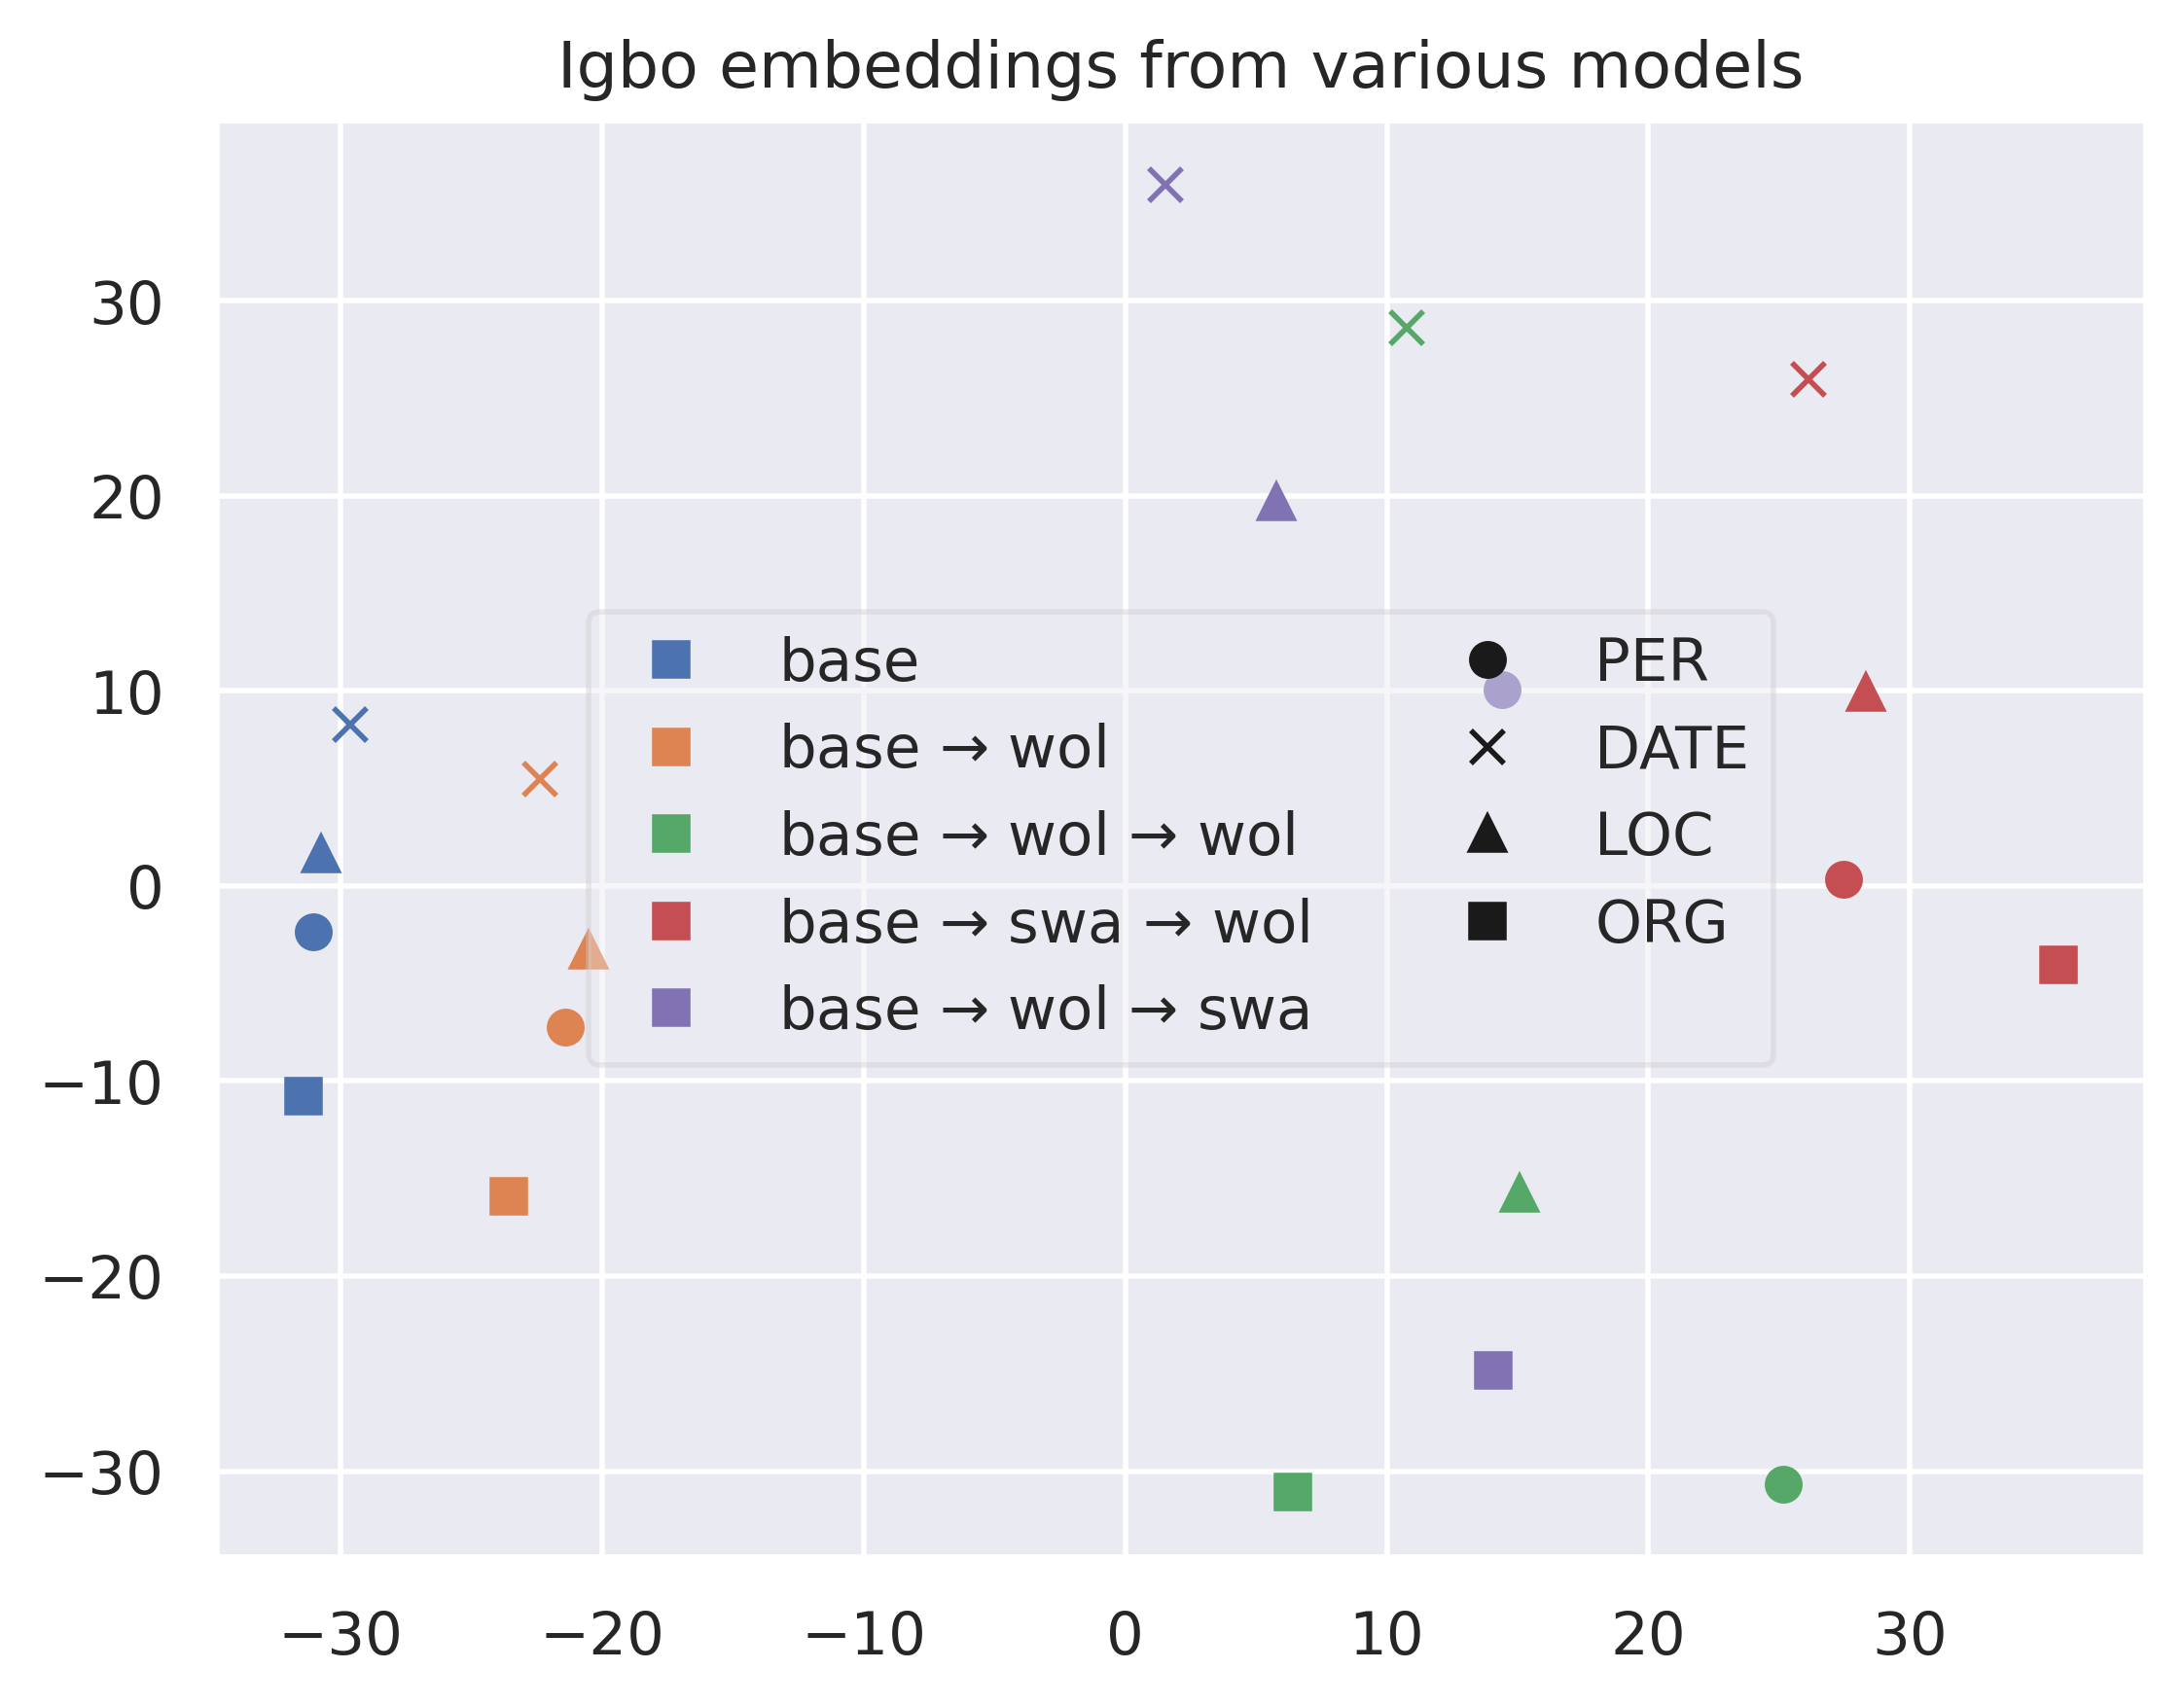 Igbo embeddings from various models
30
20
10
0
−10
−20
−30
base
base → wol
base → wol → wol
base → swa → wol
base → wol → swa
PER
DATE
LOC
ORG
−30 −20 −10 0 10 20 30